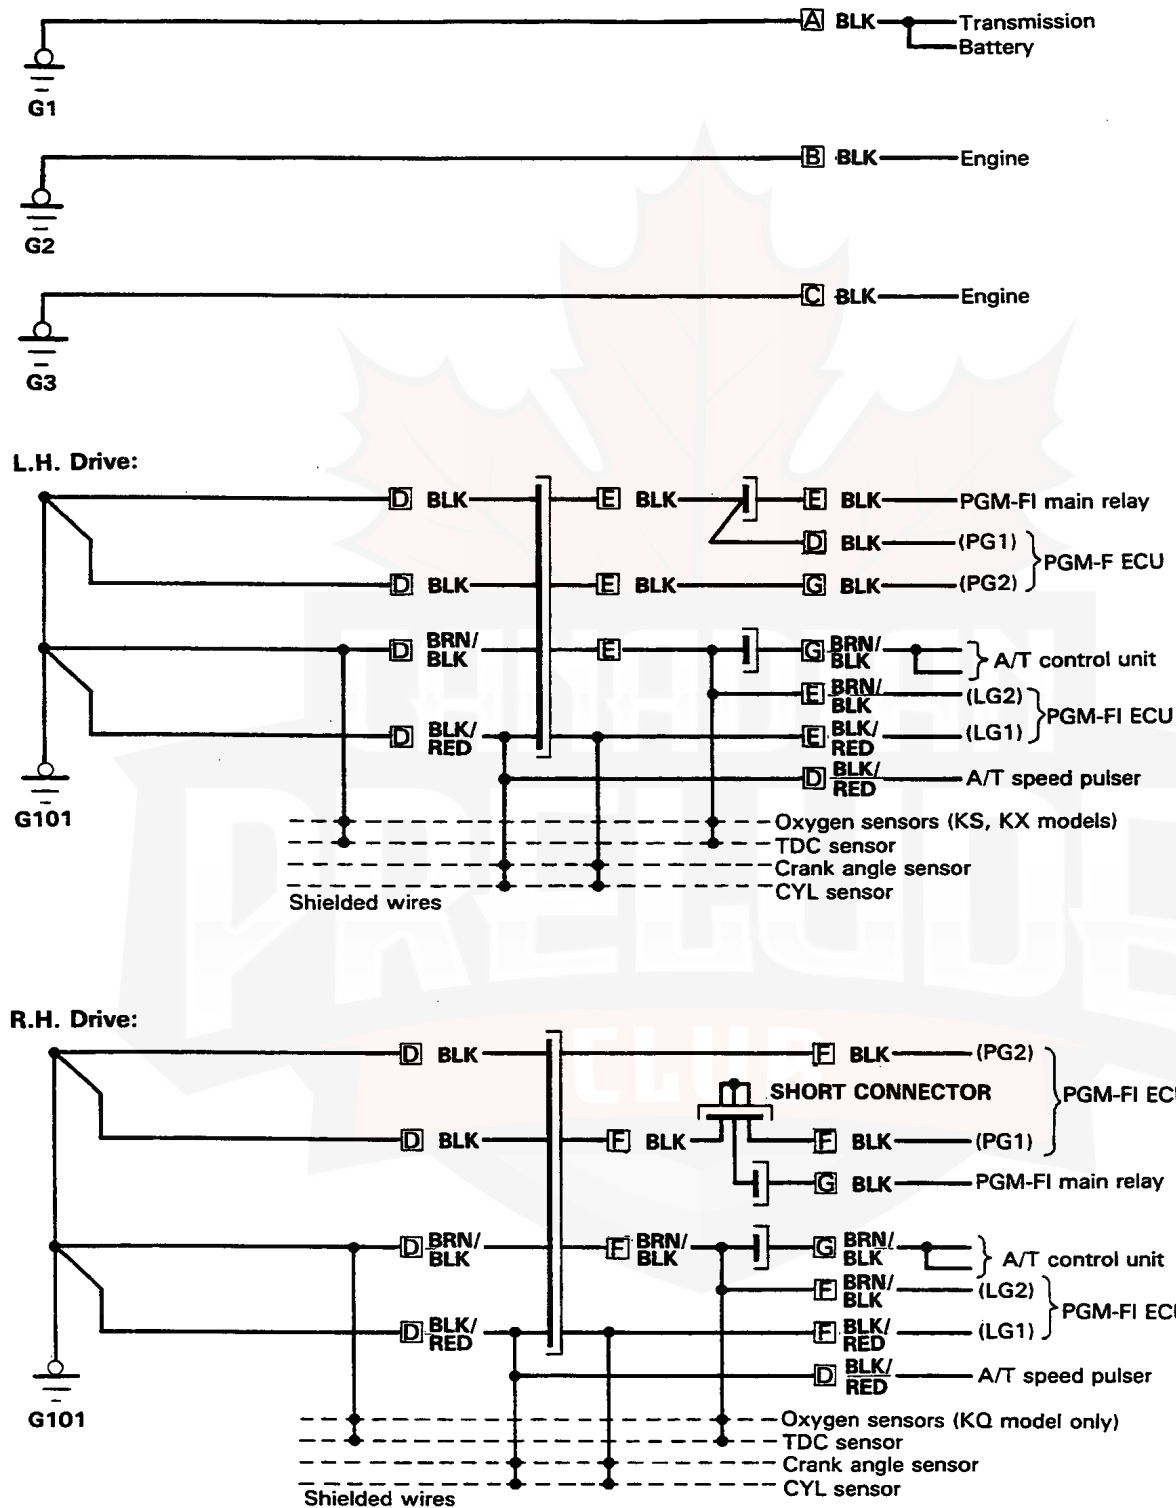 A BLK Transmission
Battery
G1
B BLK Engine
G2
C BLK Engine
G3
L.H. Drive:
D BLK E BLK E BLK PGM-FI main relay
D BLK (PG1)
PGM-F ECU
D BLK E BLK G BLK (PG2)
D BRN/BLK E G BRN/BLK A/T control unit
E BRN/BLK (LG2)
PGM-FI ECU
D BLK/RED E BLK/RED (LG1)
D BLK/RED A/T speed pulser
G101
Oxygen sensors (KS, KX models)
TDC sensor
Crank angle sensor
CYL sensor
Shielded wires
R.H. Drive:
D BLK F BLK (PG2)
SHORT CONNECTOR
PGM-FI EC
D BLK F BLK F BLK (PG1)
G BLK PGM-FI main relay
D BRN/BLK F BRN/BLK G BRN/BLK A/T control unit
F BRN/BLK (LG2)
PGM-FI EC
D BLK/RED F BLK/RED (LG1)
D BLK/RED A/T speed pulser
G101
Oxygen sensors (KQ model only)
TDC sensor
Crank angle sensor
CYL sensor
Shielded wires
CANADIAN
PRELUDE
CLUB